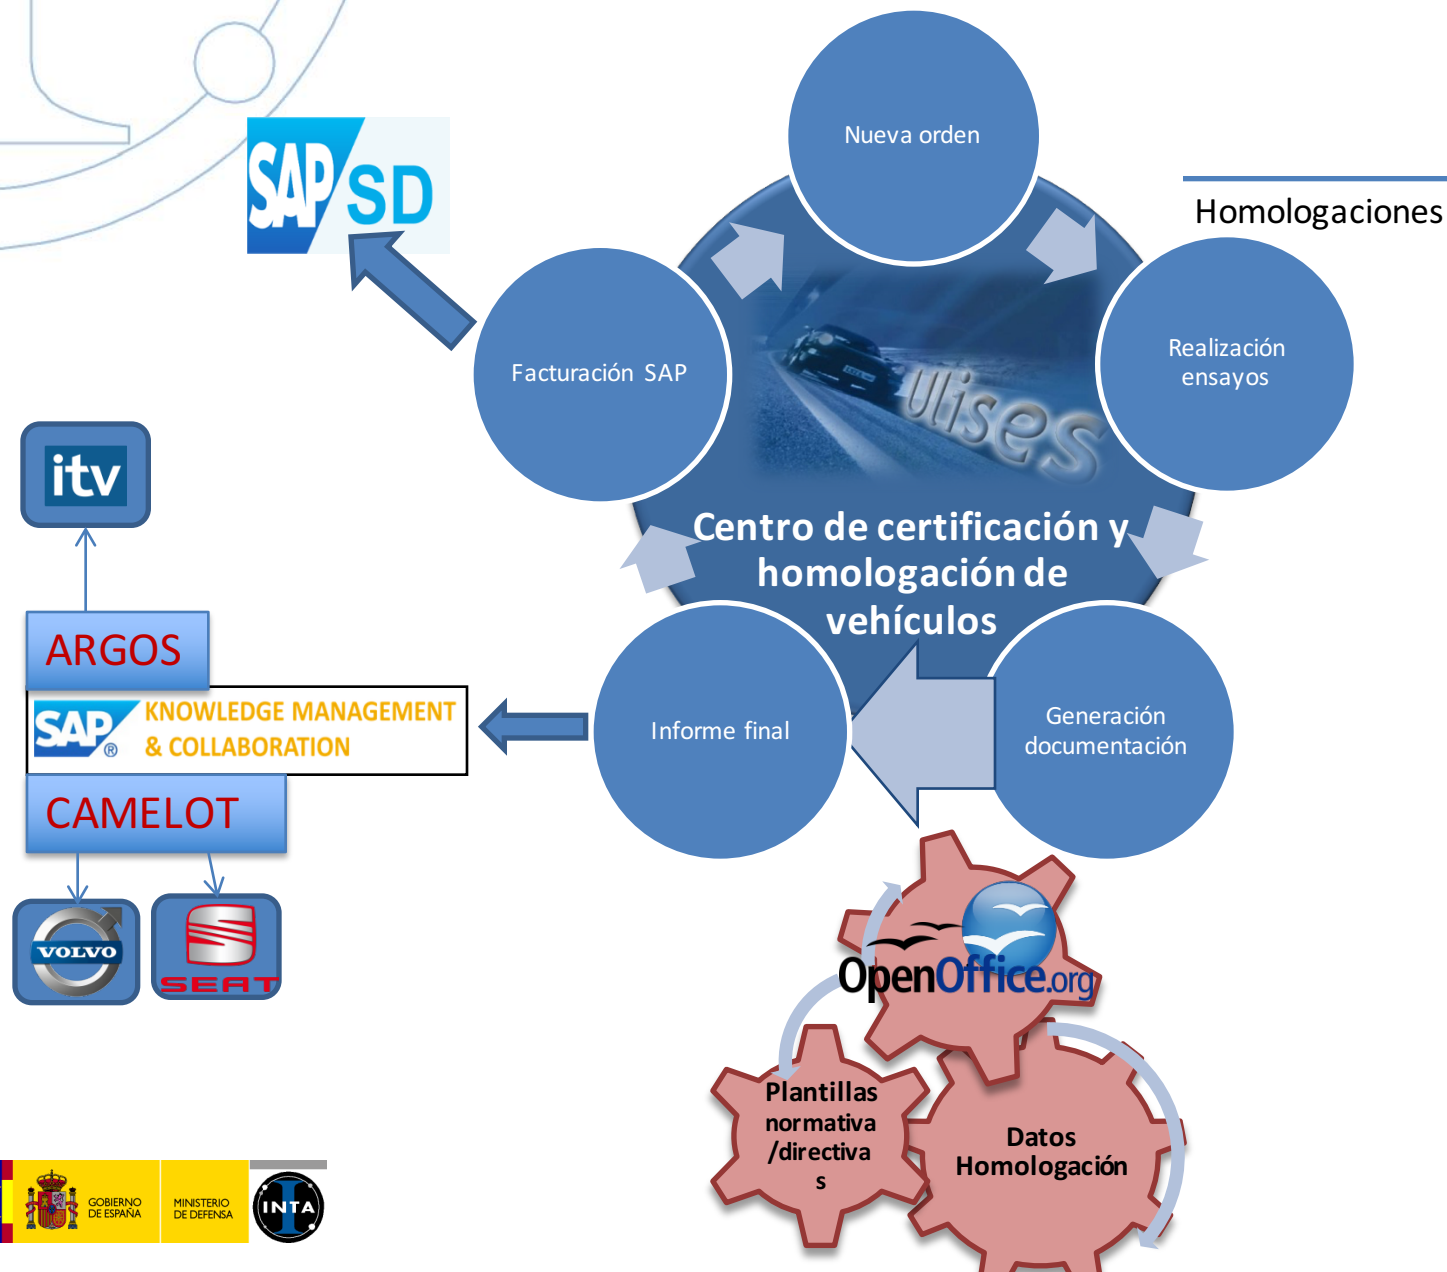 Nueva orden
SAP SD
Homologaciones
Realización
ensayos
Facturación SAP
Ulises
itv
Centro de certificación y
homologación de
vehículos
ARGOS
SAP ® KNOWLEDGE MANAGEMENT
& COLLABORATION
Informe final
Generación
documentación
CAMELOT
VOLVO
SEAT
OpenOffice.org
Plantillas
normativa
/directiva
s
Datos
Homologación
GOBIERNO
DE ESPAÑA
MINISTERIO
DE DEFENSA
INTA